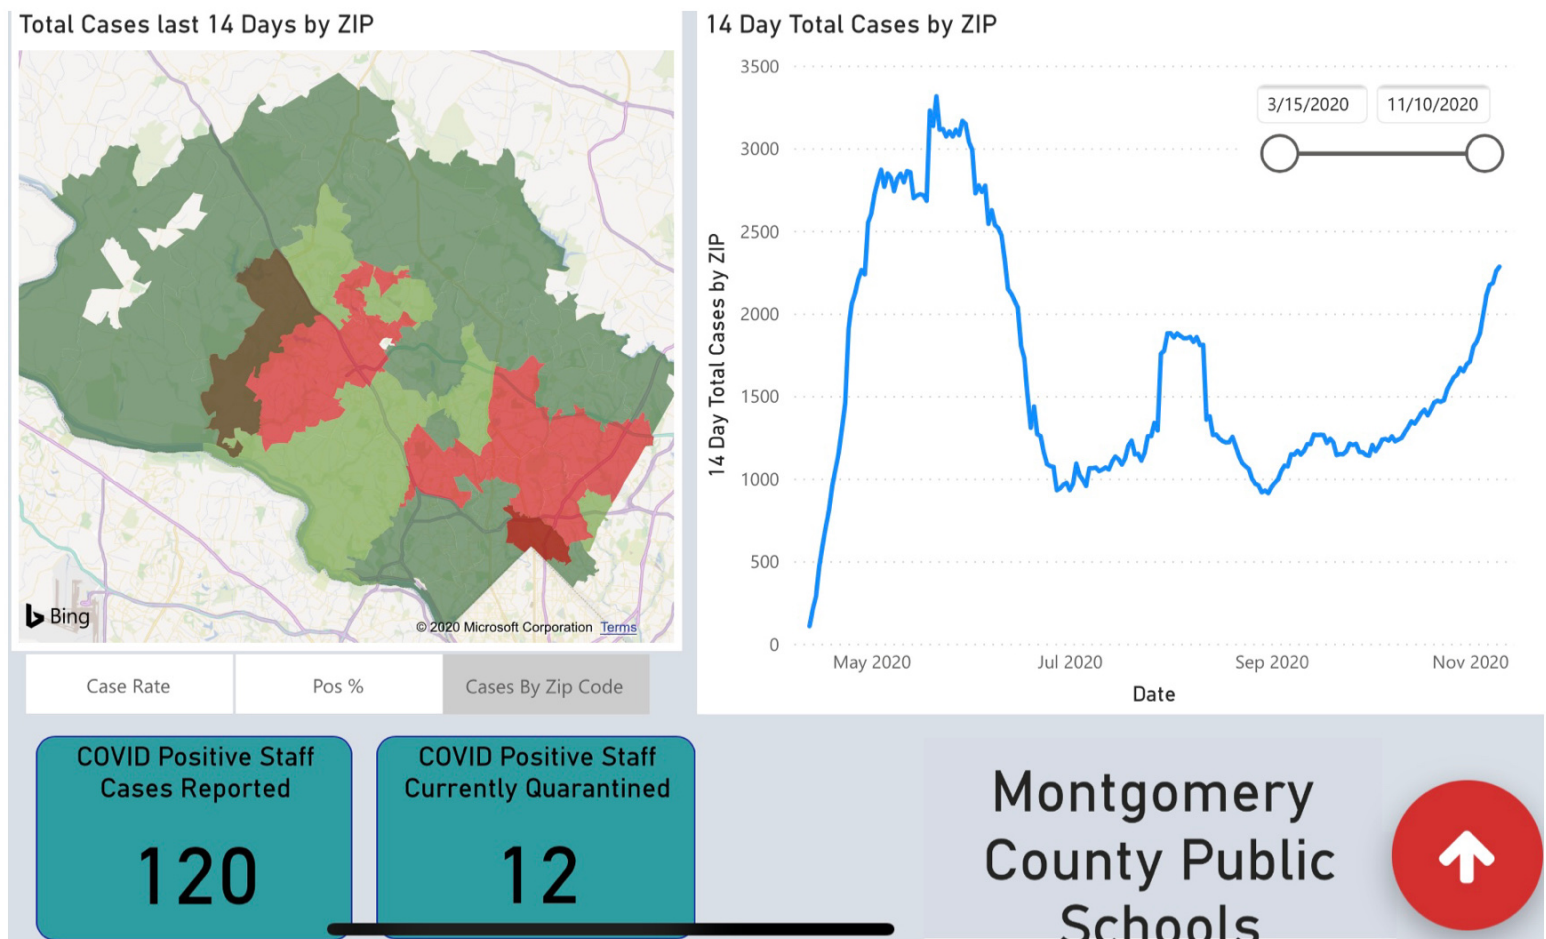 Total Cases last 14 Days by ZIP
Bing
© 2020 Microsoft Corporation Terms
Case Rate
Pos %
Cases By Zip Code
14 Day Total Cases by ZIP
3/15/2020
11/10/2020
14 Day Total Cases by ZIP
3500
3000
2500
2000
1500
1000
500
0
May 2020
Jul 2020
Sep 2020
Nov 2020
Date
COVID Positive Staff
Cases Reported
120
COVID Positive Staff
Currently Quarantined
12
Montgomery
County Public
Schools